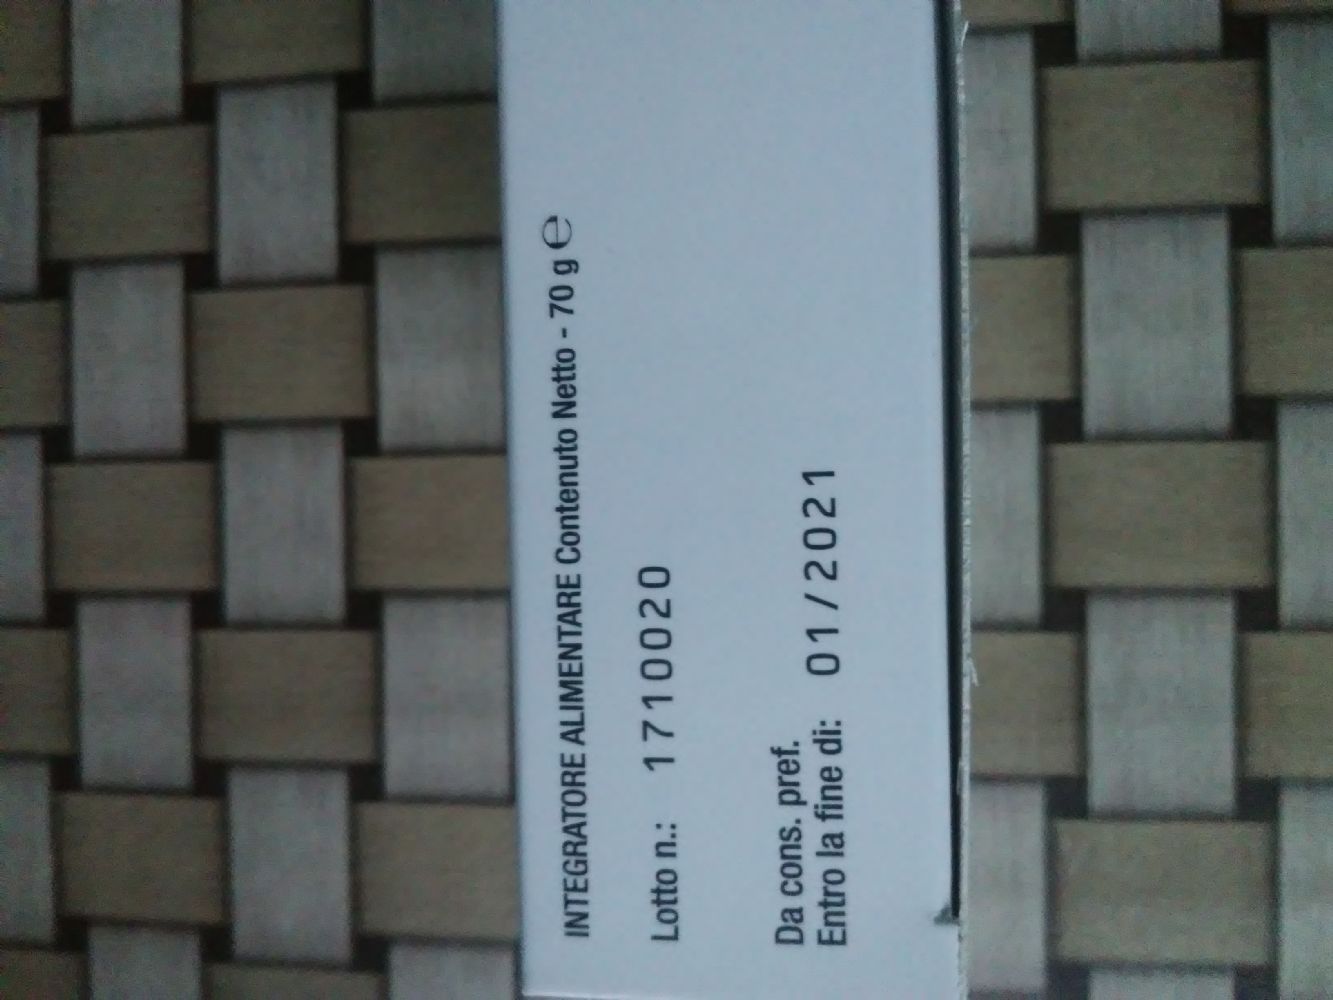 INTEGRATORE ALIMENTARE Contenuto Netto - 70 g ℮
Lotto n.: 1710020
Da cons. pref.
Entro la fine di: 01/2021